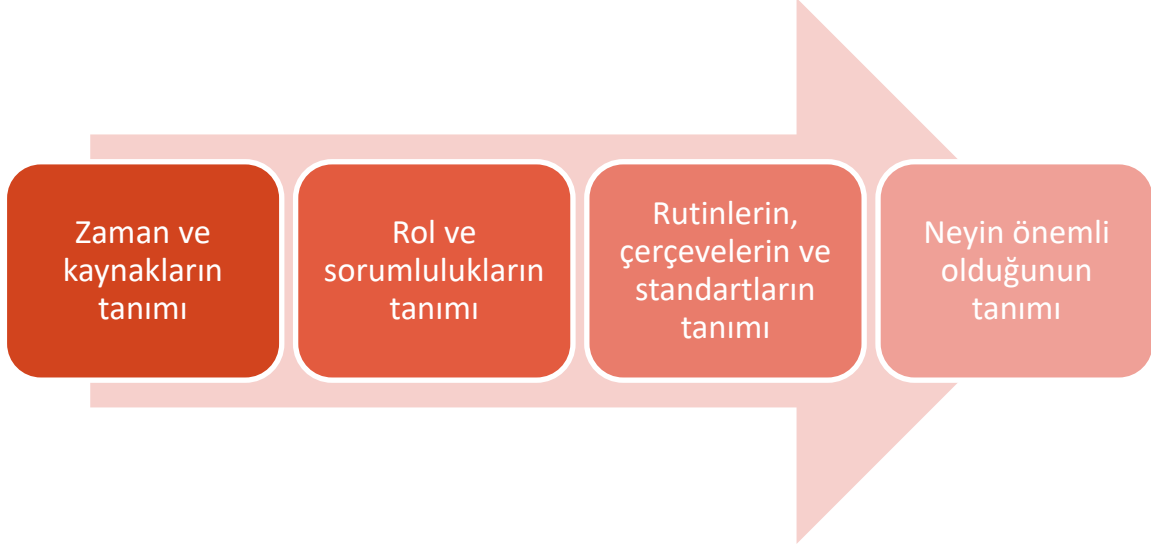 Zaman ve
kaynakların
tanımı
Rol ve
sorumlulukların
tanımı
Rutinlerin,
çerçevelerin ve
standartların
tanımı
Neyin önemli
olduğunun
tanımı